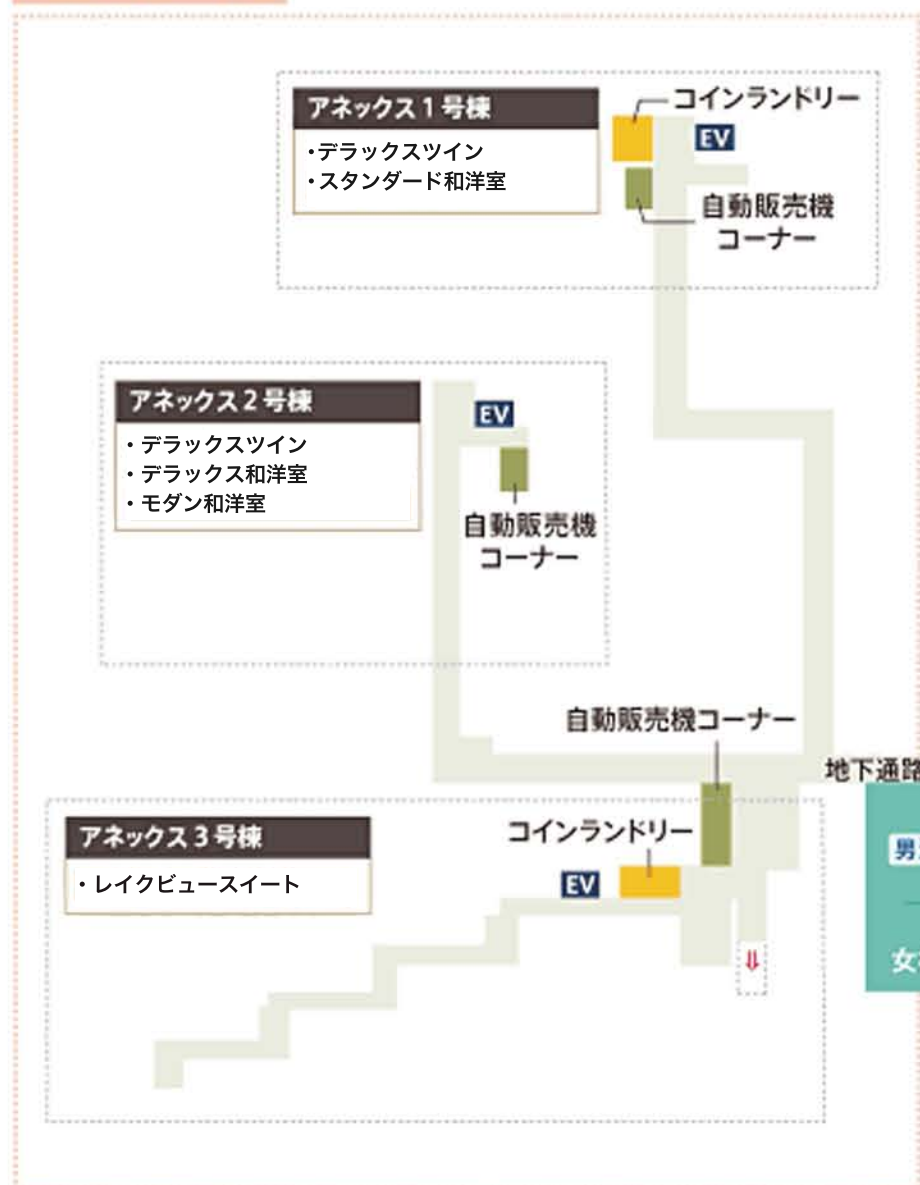 アネックス1号棟
・デラックスツイン
・スタンダード和洋室
コインランドリー
EV
自動販売機
コーナー
アネックス2号棟
・デラックスツイン
・デラックス和洋室
・モダン和洋室
EV
自動販売機
コーナー
自動販売機コーナー
地下通路
アネックス3号棟
・レイクビュースイート
コインランドリー
EV
⇓
男
女